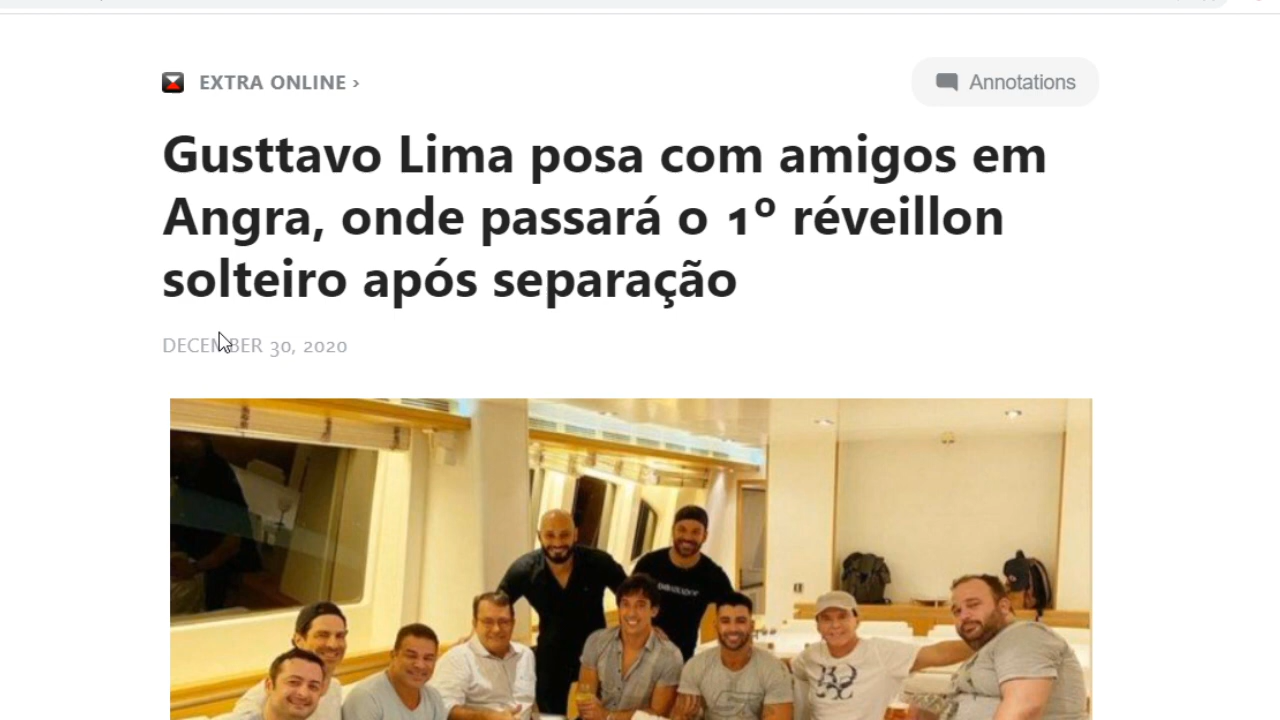 EXTRA ONLINE ›
Annotations
Gusttavo Lima posa com amigos em
Angra, onde passará o 1º réveillon
solteiro após separação
DECEMBER 30, 2020